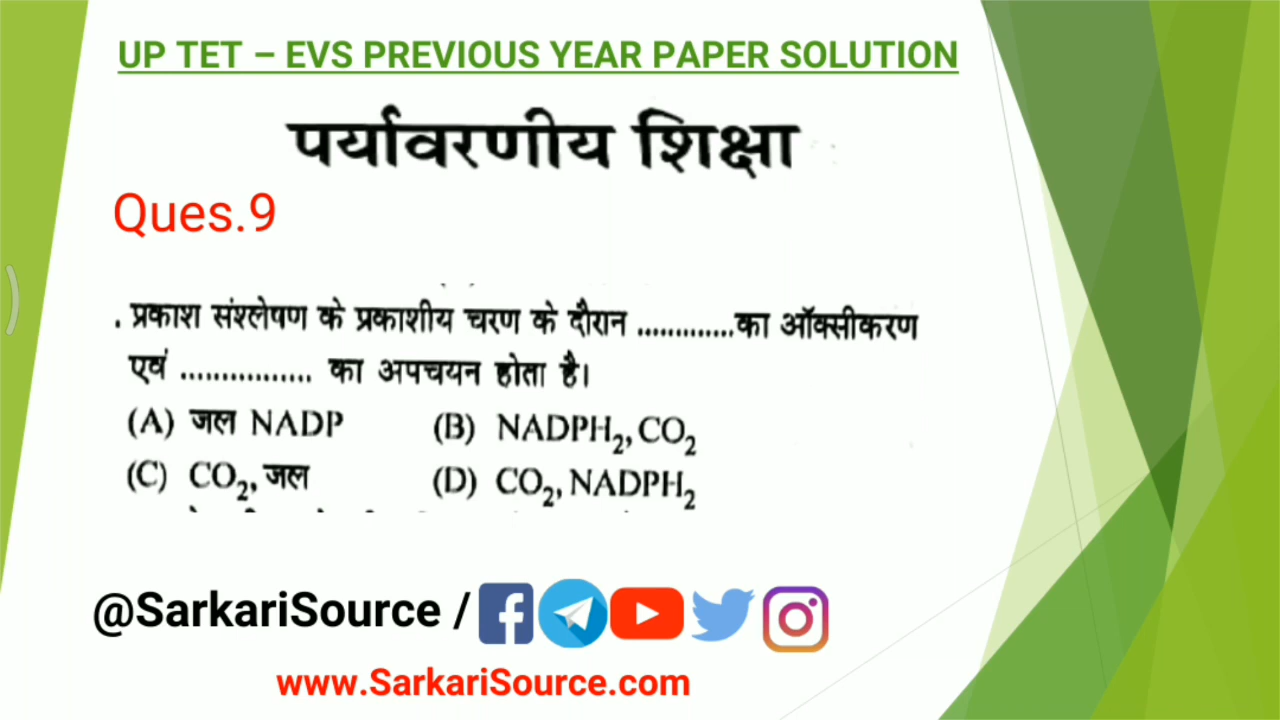 UP TET – EVS PREVIOUS YEAR PAPER SOLUTION
पर्यावरणीय शिक्षा
Ques.9
. प्रकाश संश्लेषण के प्रकाशीय चरण के दौरान .............का ऑक्सीकरण
एवं ................ का अपचयन होता है।
(A) जल NADP (B) NADPH₂, CO₂
(C) CO₂, जल (D) CO₂, NADPH₂
@SarkariSource /
www.SarkariSource.com